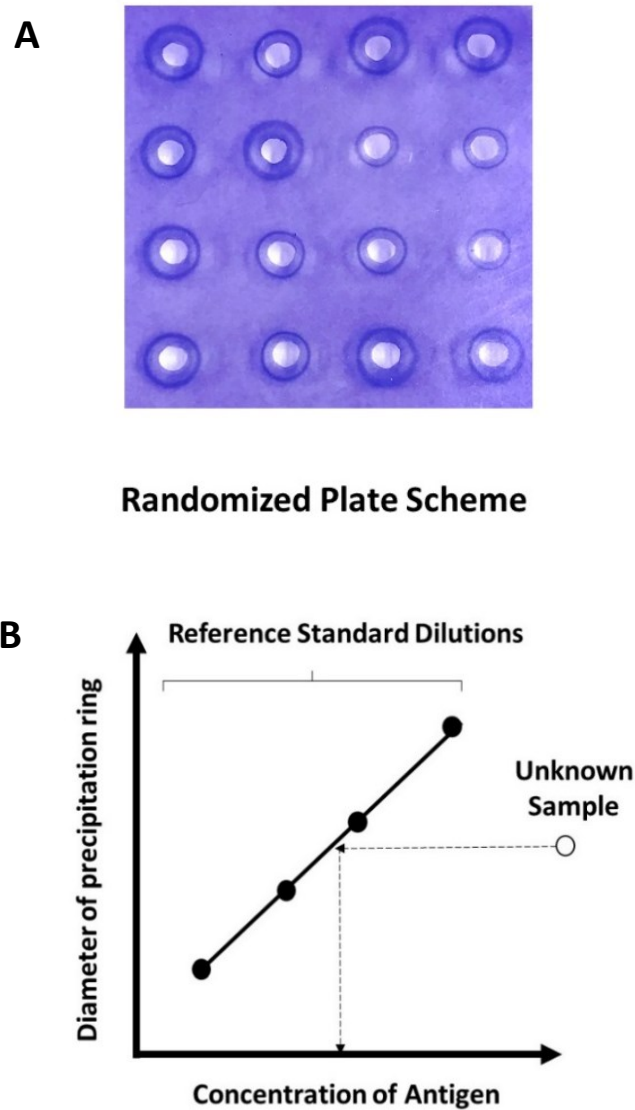 A
Randomized Plate Scheme
B
Reference Standard Dilutions
Diameter of precipitation ring
Unknown
Sample
Concentration of Antigen